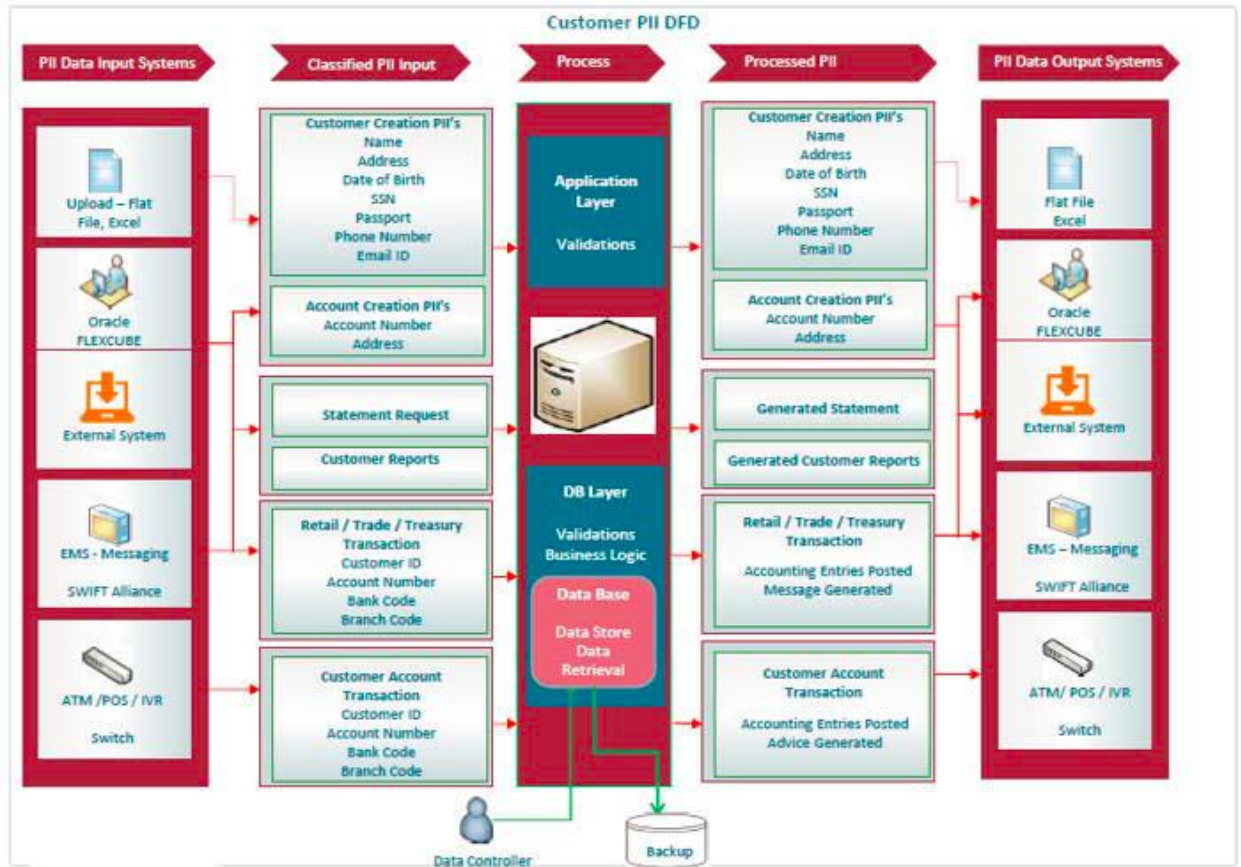 Customer PII DFD
PII Data Input Systems
Classified PII Input
Process
Processed PII
PII Data Output Systems
Upload – Flat
File, Excel
Oracle
FLEXCUBE
External System
EMS - Messaging
SWIFT Alliance
ATM /POS / IVR
Switch
Customer Creation PII's
Name
Address
Date of Birth
SSN
Passport
Phone Number
Email ID
Account Creation PII's
Account Number
Address
Statement Request
Customer Reports
Retail / Trade / Treasury
Transaction
Customer ID
Account Number
Bank Code
Branch Code
Customer Account
Transaction
Customer ID
Account Number
Bank Code
Branch Code
Application
Layer
Validations
DB Layer
Validations
Business Logic
Data Base
Data Store
Data
Retrieval
Customer Creation PII's
Name
Address
Date of Birth
SSN
Passport
Phone Number
Email ID
Account Creation PII's
Account Number
Address
Generated Statement
Generated Customer Reports
Retail / Trade / Treasury
Transaction
Accounting Entries Posted
Message Generated
Customer Account
Transaction
Accounting Entries Posted
Advice Generated
Flat File
Excel
Oracle
FLEXCUBE
External System
EMS – Messaging
SWIFT Alliance
ATM/ POS / IVR
Switch
Data Controller
Backup